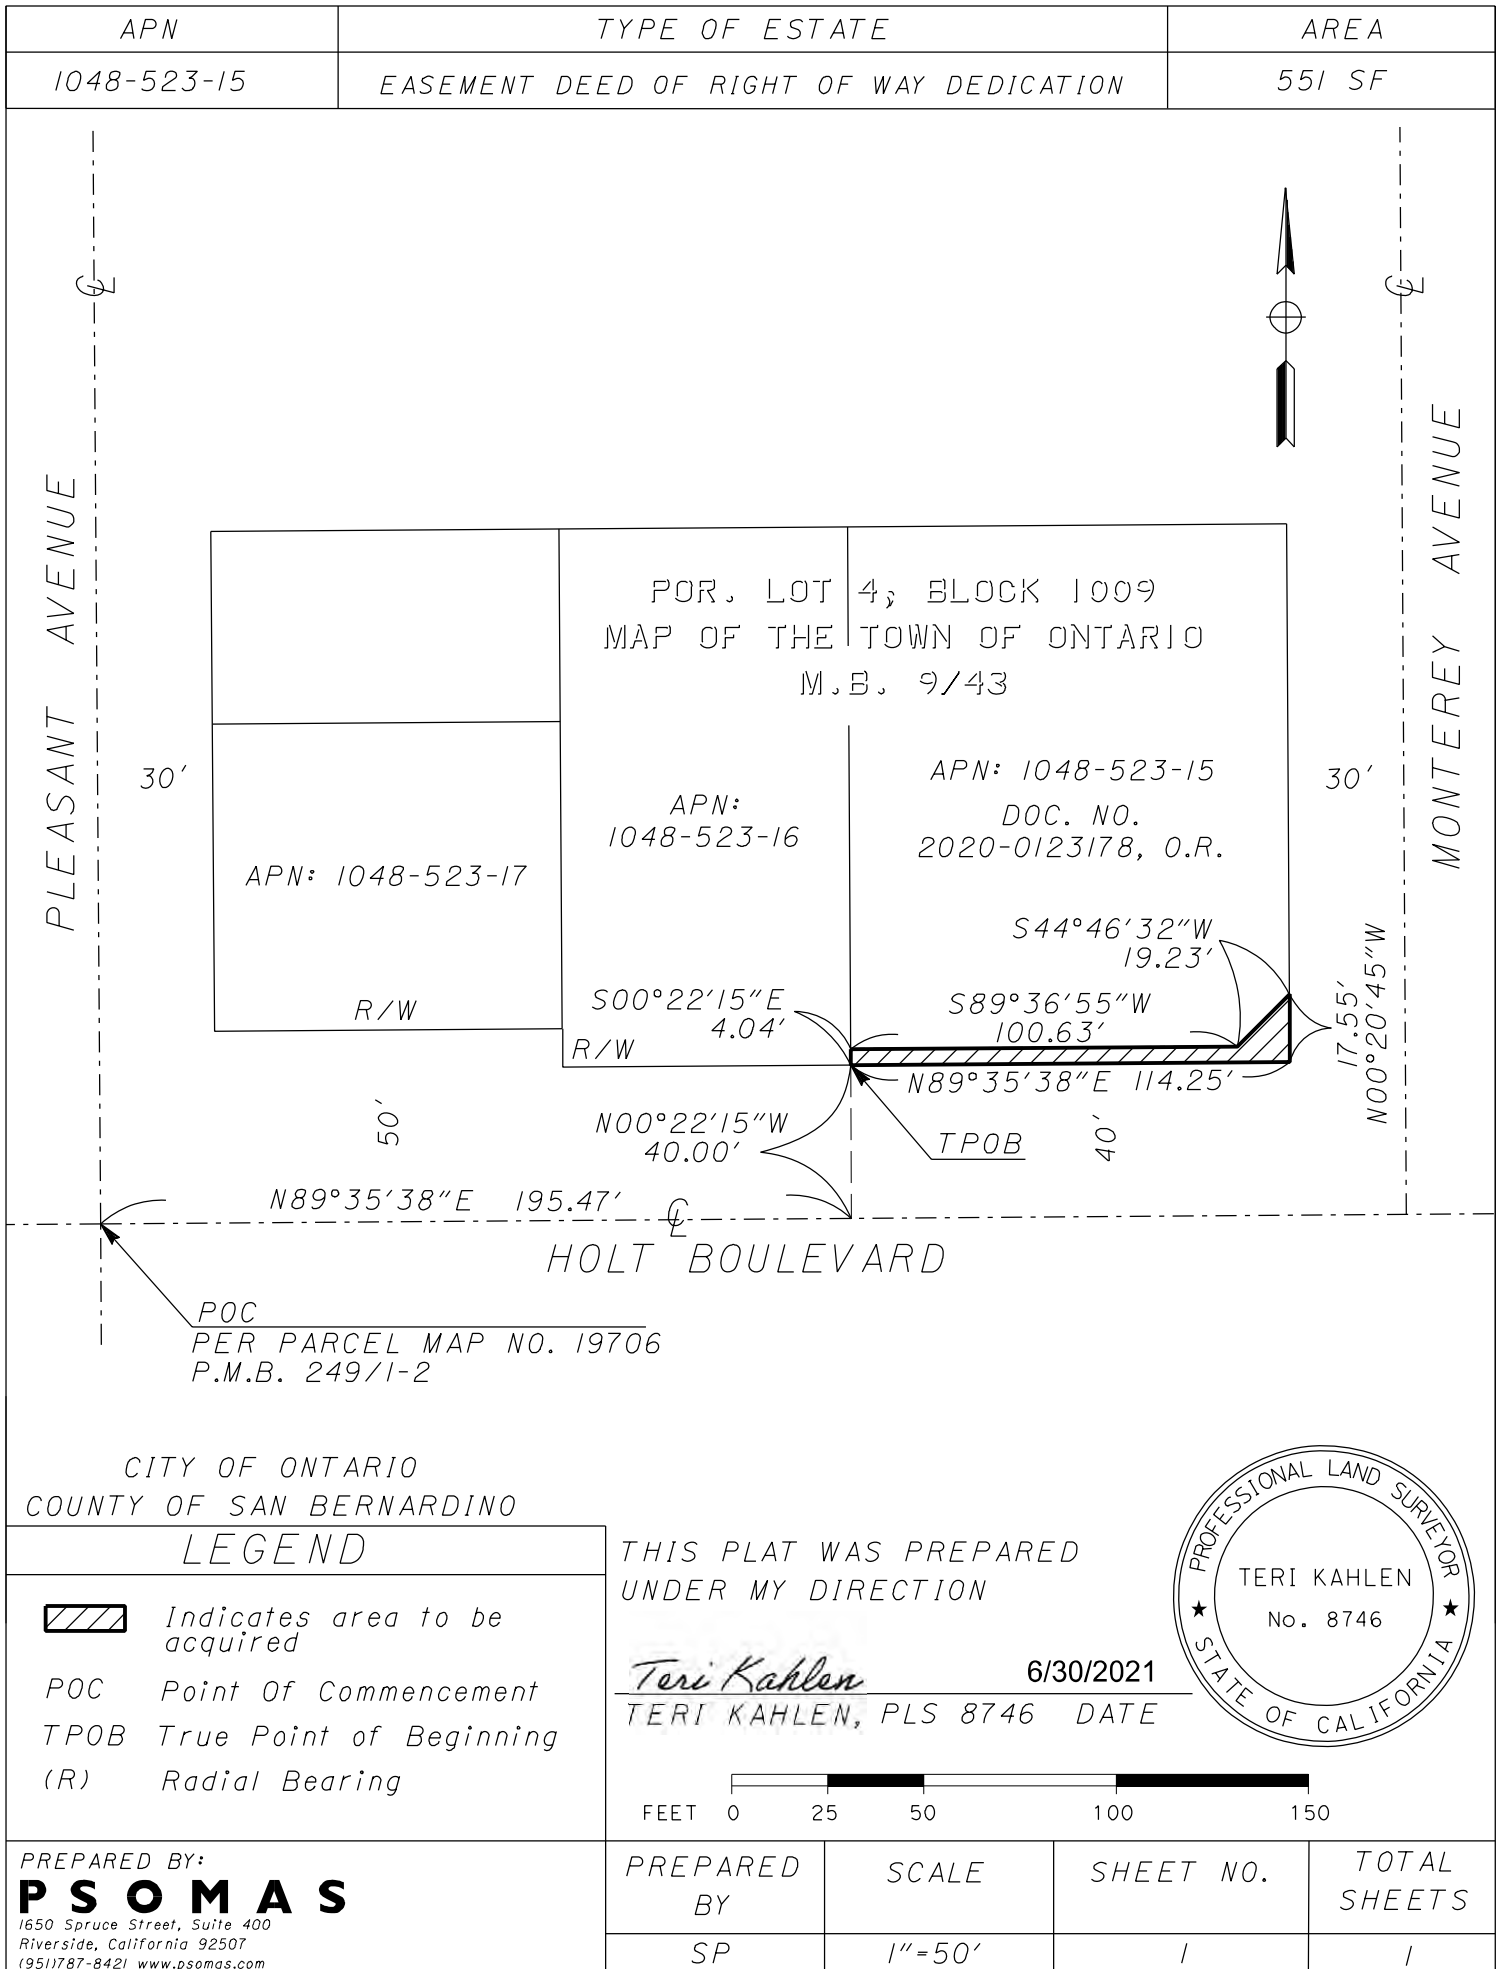 APN TYPE OF ESTATE AREA
1048-523-15 EASEMENT DEED OF RIGHT OF WAY DEDICATION 551 SF
℄ ℄
PLEASANT AVENUE
MONTEREY AVENUE
POR. LOT 4, BLOCK 1009
MAP OF THE TOWN OF ONTARIO
M.B. 9/43
30'
30'
APN: 1048-523-15
DOC. NO.
2020-0123178, O.R.
APN:
1048-523-16
APN: 1048-523-17
S44°46'32"W
19.23'
S00°22'15"E
4.04'
S89°36'55"W
100.63'
17.55'
N00°20'45"W
R/W
R/W
N89°35'38"E 114.25'
50'
N00°22'15"W
40.00'
TPOB
40'
N89°35'38"E 195.47'
℄
HOLT BOULEVARD
POC
PER PARCEL MAP NO. 19706
P.M.B. 249/1-2
CITY OF ONTARIO
COUNTY OF SAN BERNARDINO
LEGEND
Indicates area to be
acquired
POC Point Of Commencement
TPOB True Point of Beginning
(R) Radial Bearing
THIS PLAT WAS PREPARED
UNDER MY DIRECTION
Teri Kahlen 6/30/2021
TERI KAHLEN, PLS 8746 DATE
PROFESSIONAL LAND SURVEYOR
TERI KAHLEN
No. 8746
★ STATE OF CALIFORNIA ★
FEET 0 25 50 100 150
PREPARED BY:
PSOMAS
1650 Spruce Street, Suite 400
Riverside, California 92507
(951)787-8421 www.psomas.com
PREPARED
BY
SCALE
SHEET NO.
TOTAL
SHEETS
SP 1"=50' 1 1